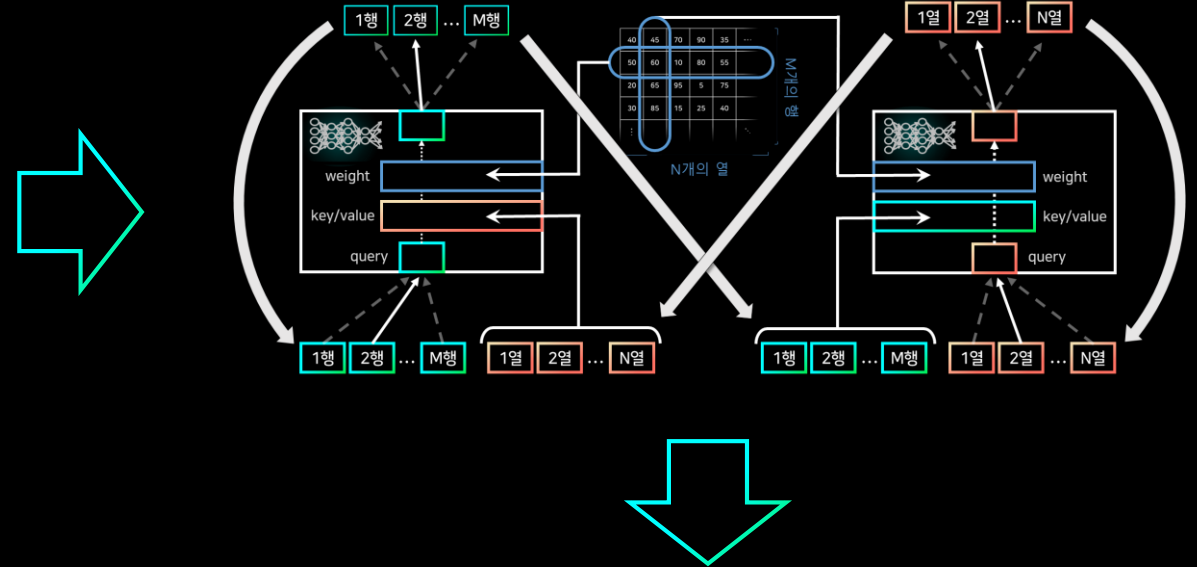 1행 2행 ... M행
1열 2열 ... N열
40 45 70 90 35 ...
50 60 10 80 55
20 65 95 5 75
30 85 15 25 40
...
M개의 행
N개의 열
weight
key/value
query
weight
key/value
query
1행 2행 ... M행
1열 2열 ... N열
1행 2행 ... M행
1열 2열 ... N열